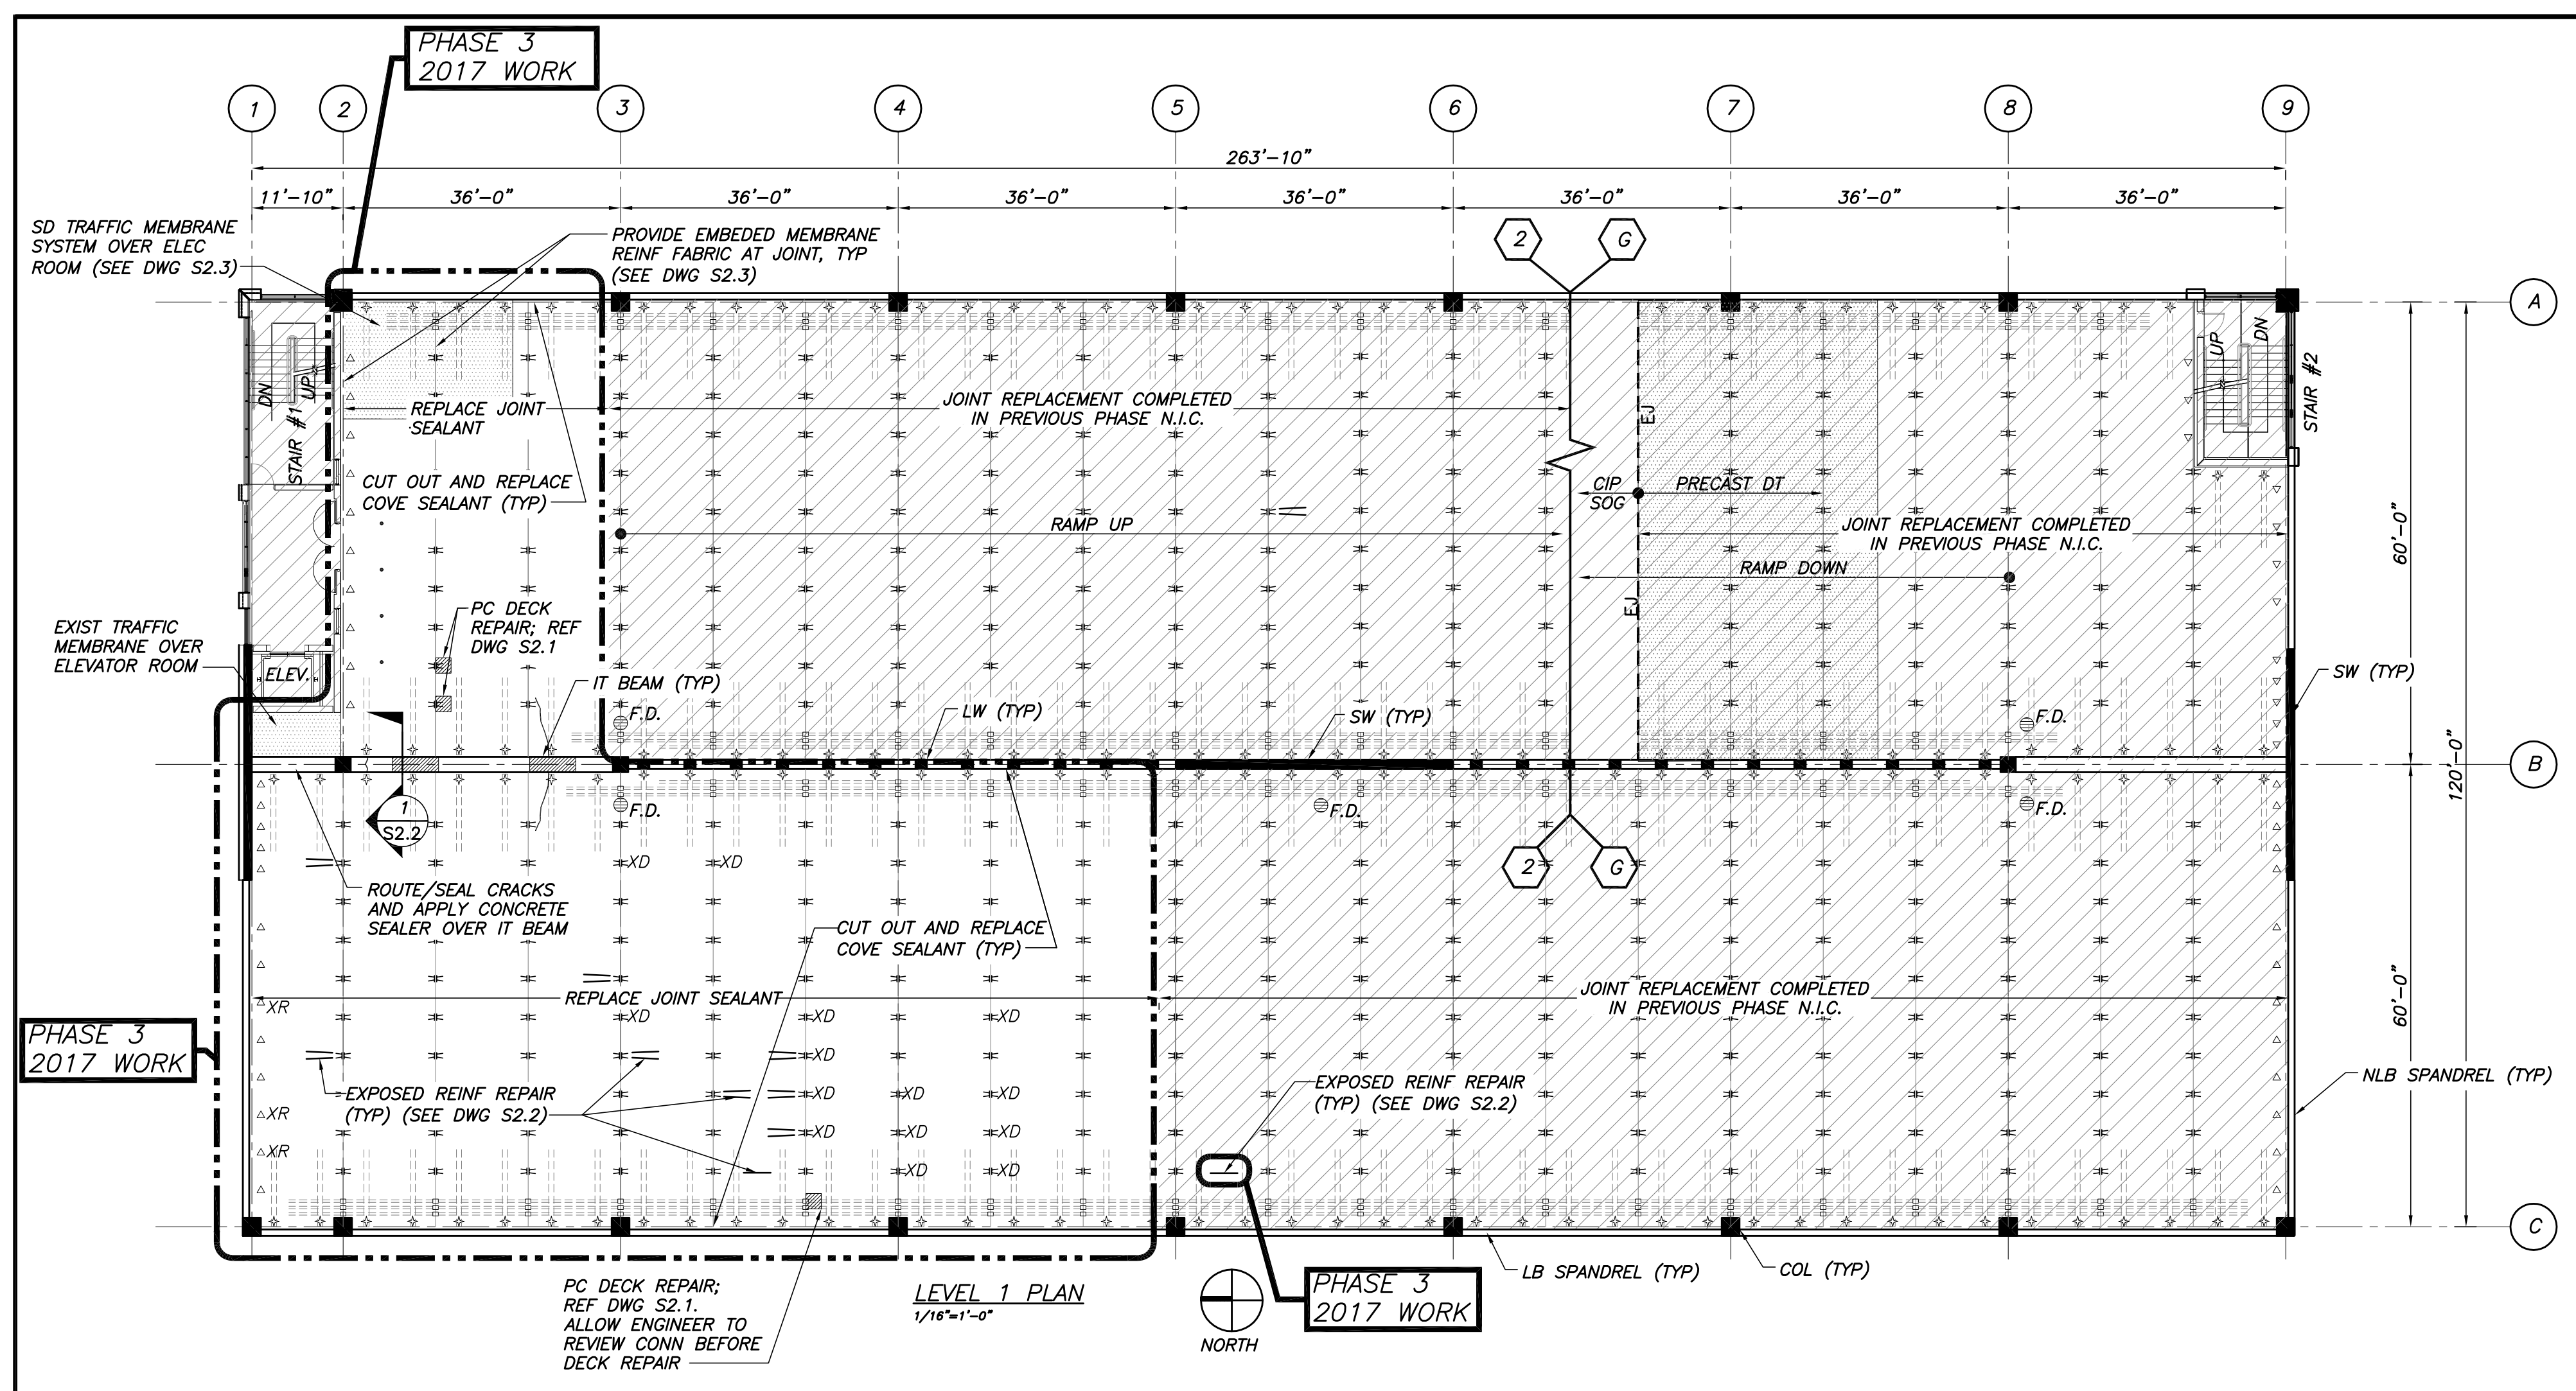 PHASE 3
2017 WORK
1
2
3
4
5
6
7
8
9
263'-10"
11'-10"
36'-0"
36'-0"
36'-0"
36'-0"
36'-0"
36'-0"
36'-0"
SD TRAFFIC MEMBRANE
SYSTEM OVER ELEC
ROOM (SEE DWG S2.3)
PROVIDE EMBEDED MEMBRANE
REINF FABRIC AT JOINT, TYP
(SEE DWG S2.3)
2
G
A
DN
UP
STAIR #1
REPLACE JOINT
SEALANT
JOINT REPLACEMENT COMPLETED
IN PREVIOUS PHASE N.I.C.
EJ
UP
DN
STAIR #2
CUT OUT AND REPLACE
COVE SEALANT (TYP)
CIP
SOG
PRECAST DT
RAMP UP
JOINT REPLACEMENT COMPLETED
IN PREVIOUS PHASE N.I.C.
RAMP DOWN
60'-0"
EJ
PC DECK
REPAIR; REF
DWG S2.1
EXIST TRAFFIC
MEMBRANE OVER
ELEVATOR ROOM
ELEV.
IT BEAM (TYP)
F.D.
LW (TYP)
SW (TYP)
F.D.
SW (TYP)
B
120'-0"
1
S2.2
F.D.
F.D.
F.D.
XD
XD
2
G
ROUTE/SEAL CRACKS
AND APPLY CONCRETE
SEALER OVER IT BEAM
CUT OUT AND REPLACE
COVE SEALANT (TYP)
REPLACE JOINT SEALANT
JOINT REPLACEMENT COMPLETED
IN PREVIOUS PHASE N.I.C.
60'-0"
XR
XD
XD
XD
PHASE 3
2017 WORK
XD
EXPOSED REINF REPAIR
(TYP) (SEE DWG S2.2)
XD
XD
XD
EXPOSED REINF REPAIR
(TYP) (SEE DWG S2.2)
NLB SPANDREL (TYP)
XR
XD
XD
XD
XR
XD
XD
C
LB SPANDREL (TYP)
COL (TYP)
PC DECK REPAIR;
REF DWG S2.1.
ALLOW ENGINEER TO
REVIEW CONN BEFORE
DECK REPAIR
LEVEL 1 PLAN
1/16"=1'-0"
NORTH
PHASE 3
2017 WORK